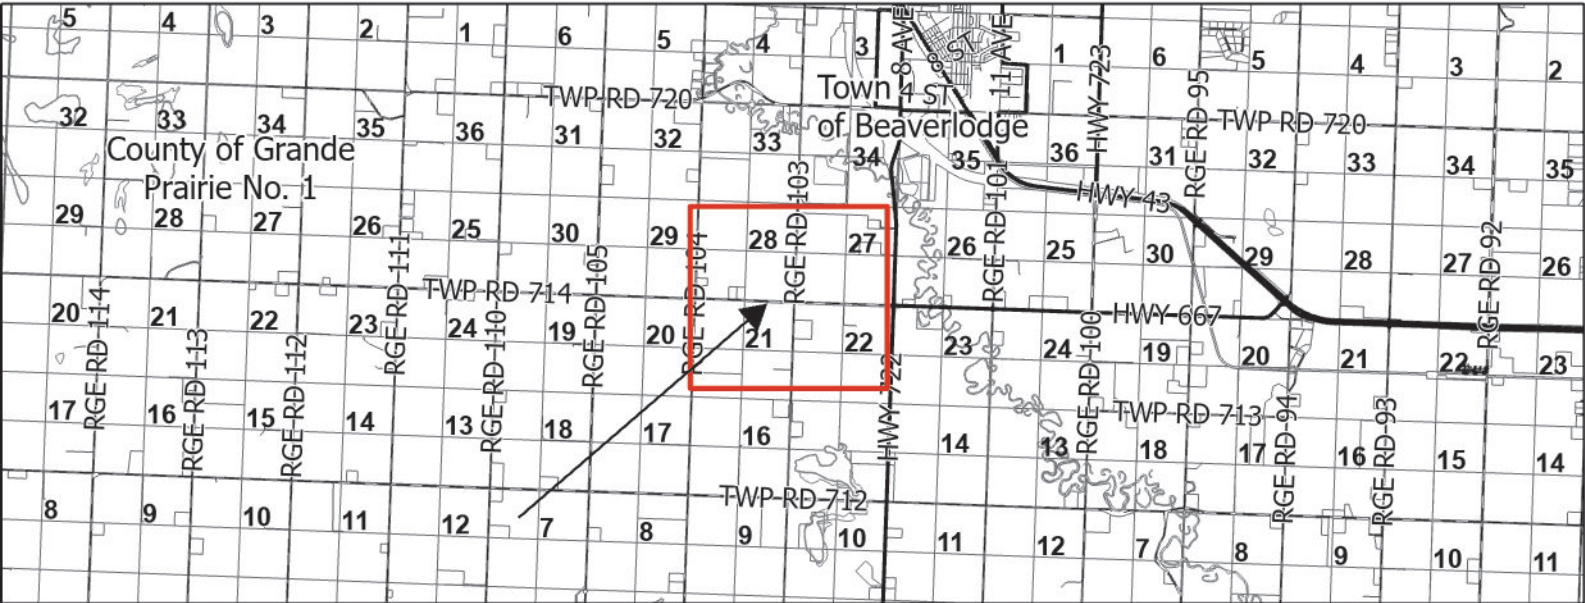 5 4 3 2 1 6 5 4 3 8 AVE 8 ST 11 AVE 1 HWY 723 6 RGE-RD-95 5 4 3 2
TWP RD 720 Town 4 ST TWP RD 720
of Beaverlodge
32 33 34 35 36 31 32 33 34 35 36 31 32 33 34 35
County of Grande
Prairie No. 1
RGE-RD-103 RGE-RD-101 HWY 43
29 28 27 26 25 30 29 28 27 26 25 30 29 28 27 26
RGE-RD-111 RGE-RD-105 RGE-RD-104 RGE-RD-92
TWP RD 714 HWY 667
20 21 22 23 24 19 20 21 22 23 24 19 20 21 22 23
RGE-RD-114 RGE-RD-113 RGE-RD-112 RGE-RD-110 HWY 722 RGE-RD-100 RGE-RD-94 RGE-RD-93
TWP RD 713
17 16 15 14 13 18 17 16 14 13 18 17 16 15 14
TWP RD 712
8 9 10 11 12 7 8 9 10 11 12 7 8 9 10 11